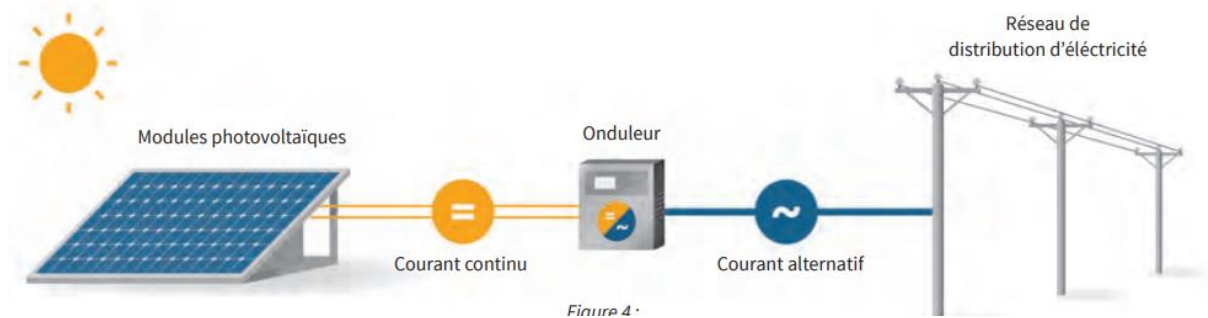 Réseau de
distribution d'éléctricité
Modules photovoltaïques
Onduleur
Courant continu
Courant alternatif
Figure 4 :